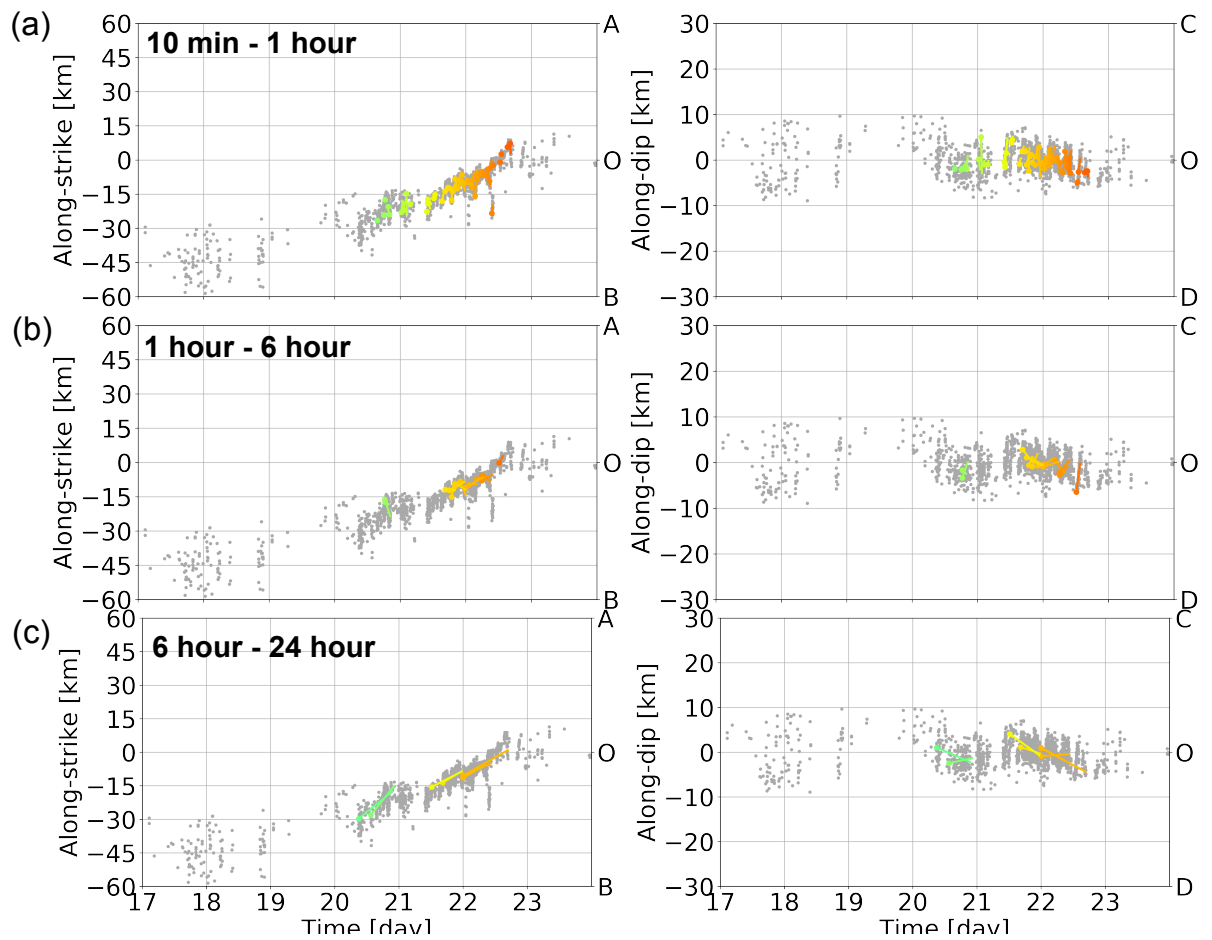 (a)
10 min - 1 hour
Along-strike [km]
60
45
30
15
0
−15
−30
−45
−60
A
O
B
Along-dip [km]
30
20
10
0
−10
−20
−30
C
O
D
(b)
1 hour - 6 hour
Along-strike [km]
60
45
30
15
0
−15
−30
−45
−60
A
O
B
Along-dip [km]
30
20
10
0
−10
−20
−30
C
O
D
(c)
6 hour - 24 hour
Along-strike [km]
60
45
30
15
0
−15
−30
−45
−60
A
O
B
17 18 19 20 21 22 23
Time [day]
Along-dip [km]
30
20
10
0
−10
−20
−30
C
O
D
17 18 19 20 21 22 23
Time [day]